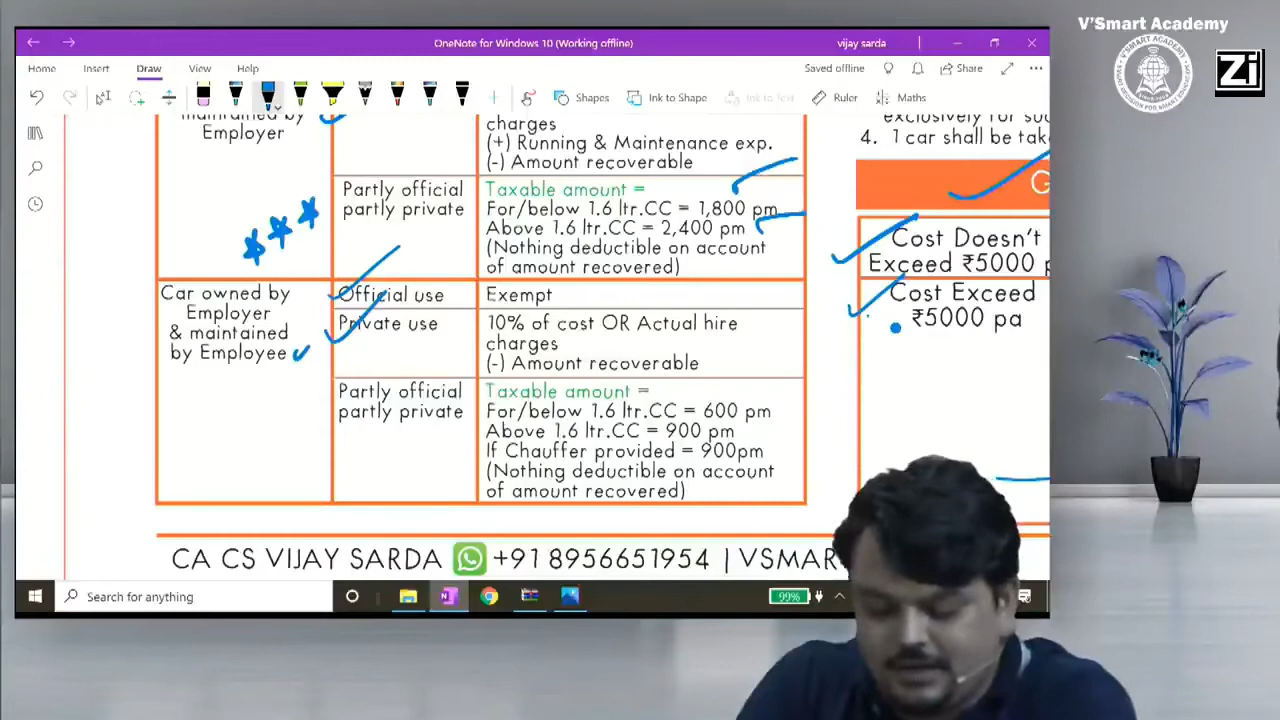 V'Smart Academy
Zi
OneNote for Windows 10 (Working offline)
vijay sarda
Home Insert Draw View Help
Saved offline
Share
Shapes
Ink to Shape
Ink to Text
Ruler
Maths
maintained by
Employer
charges
(+) Running & Maintenance exp.
(-) Amount recoverable
Partly official
partly private
Taxable amount =
For/below 1.6 ltr.CC = 1,800 pm
Above 1.6 ltr.CC = 2,400 pm
(Nothing deductible on account
of amount recovered)
Car owned by
Employer
& maintained
by Employee
Official use
Exempt
Private use
10% of cost OR Actual hire
charges
(-) Amount recoverable
Partly official
partly private
Taxable amount =
For/below 1.6 ltr.CC = 600 pm
Above 1.6 ltr.CC = 900 pm
If Chauffer provided = 900pm
(Nothing deductible on account
of amount recovered)
exclusively for
4. 1 car shall be
Cost Doesn't
Exceed ₹5000
Cost Exceed
₹5000 pa
CA CS VIJAY SARDA +91 8956651954 | VSMAR
Search for anything
99%